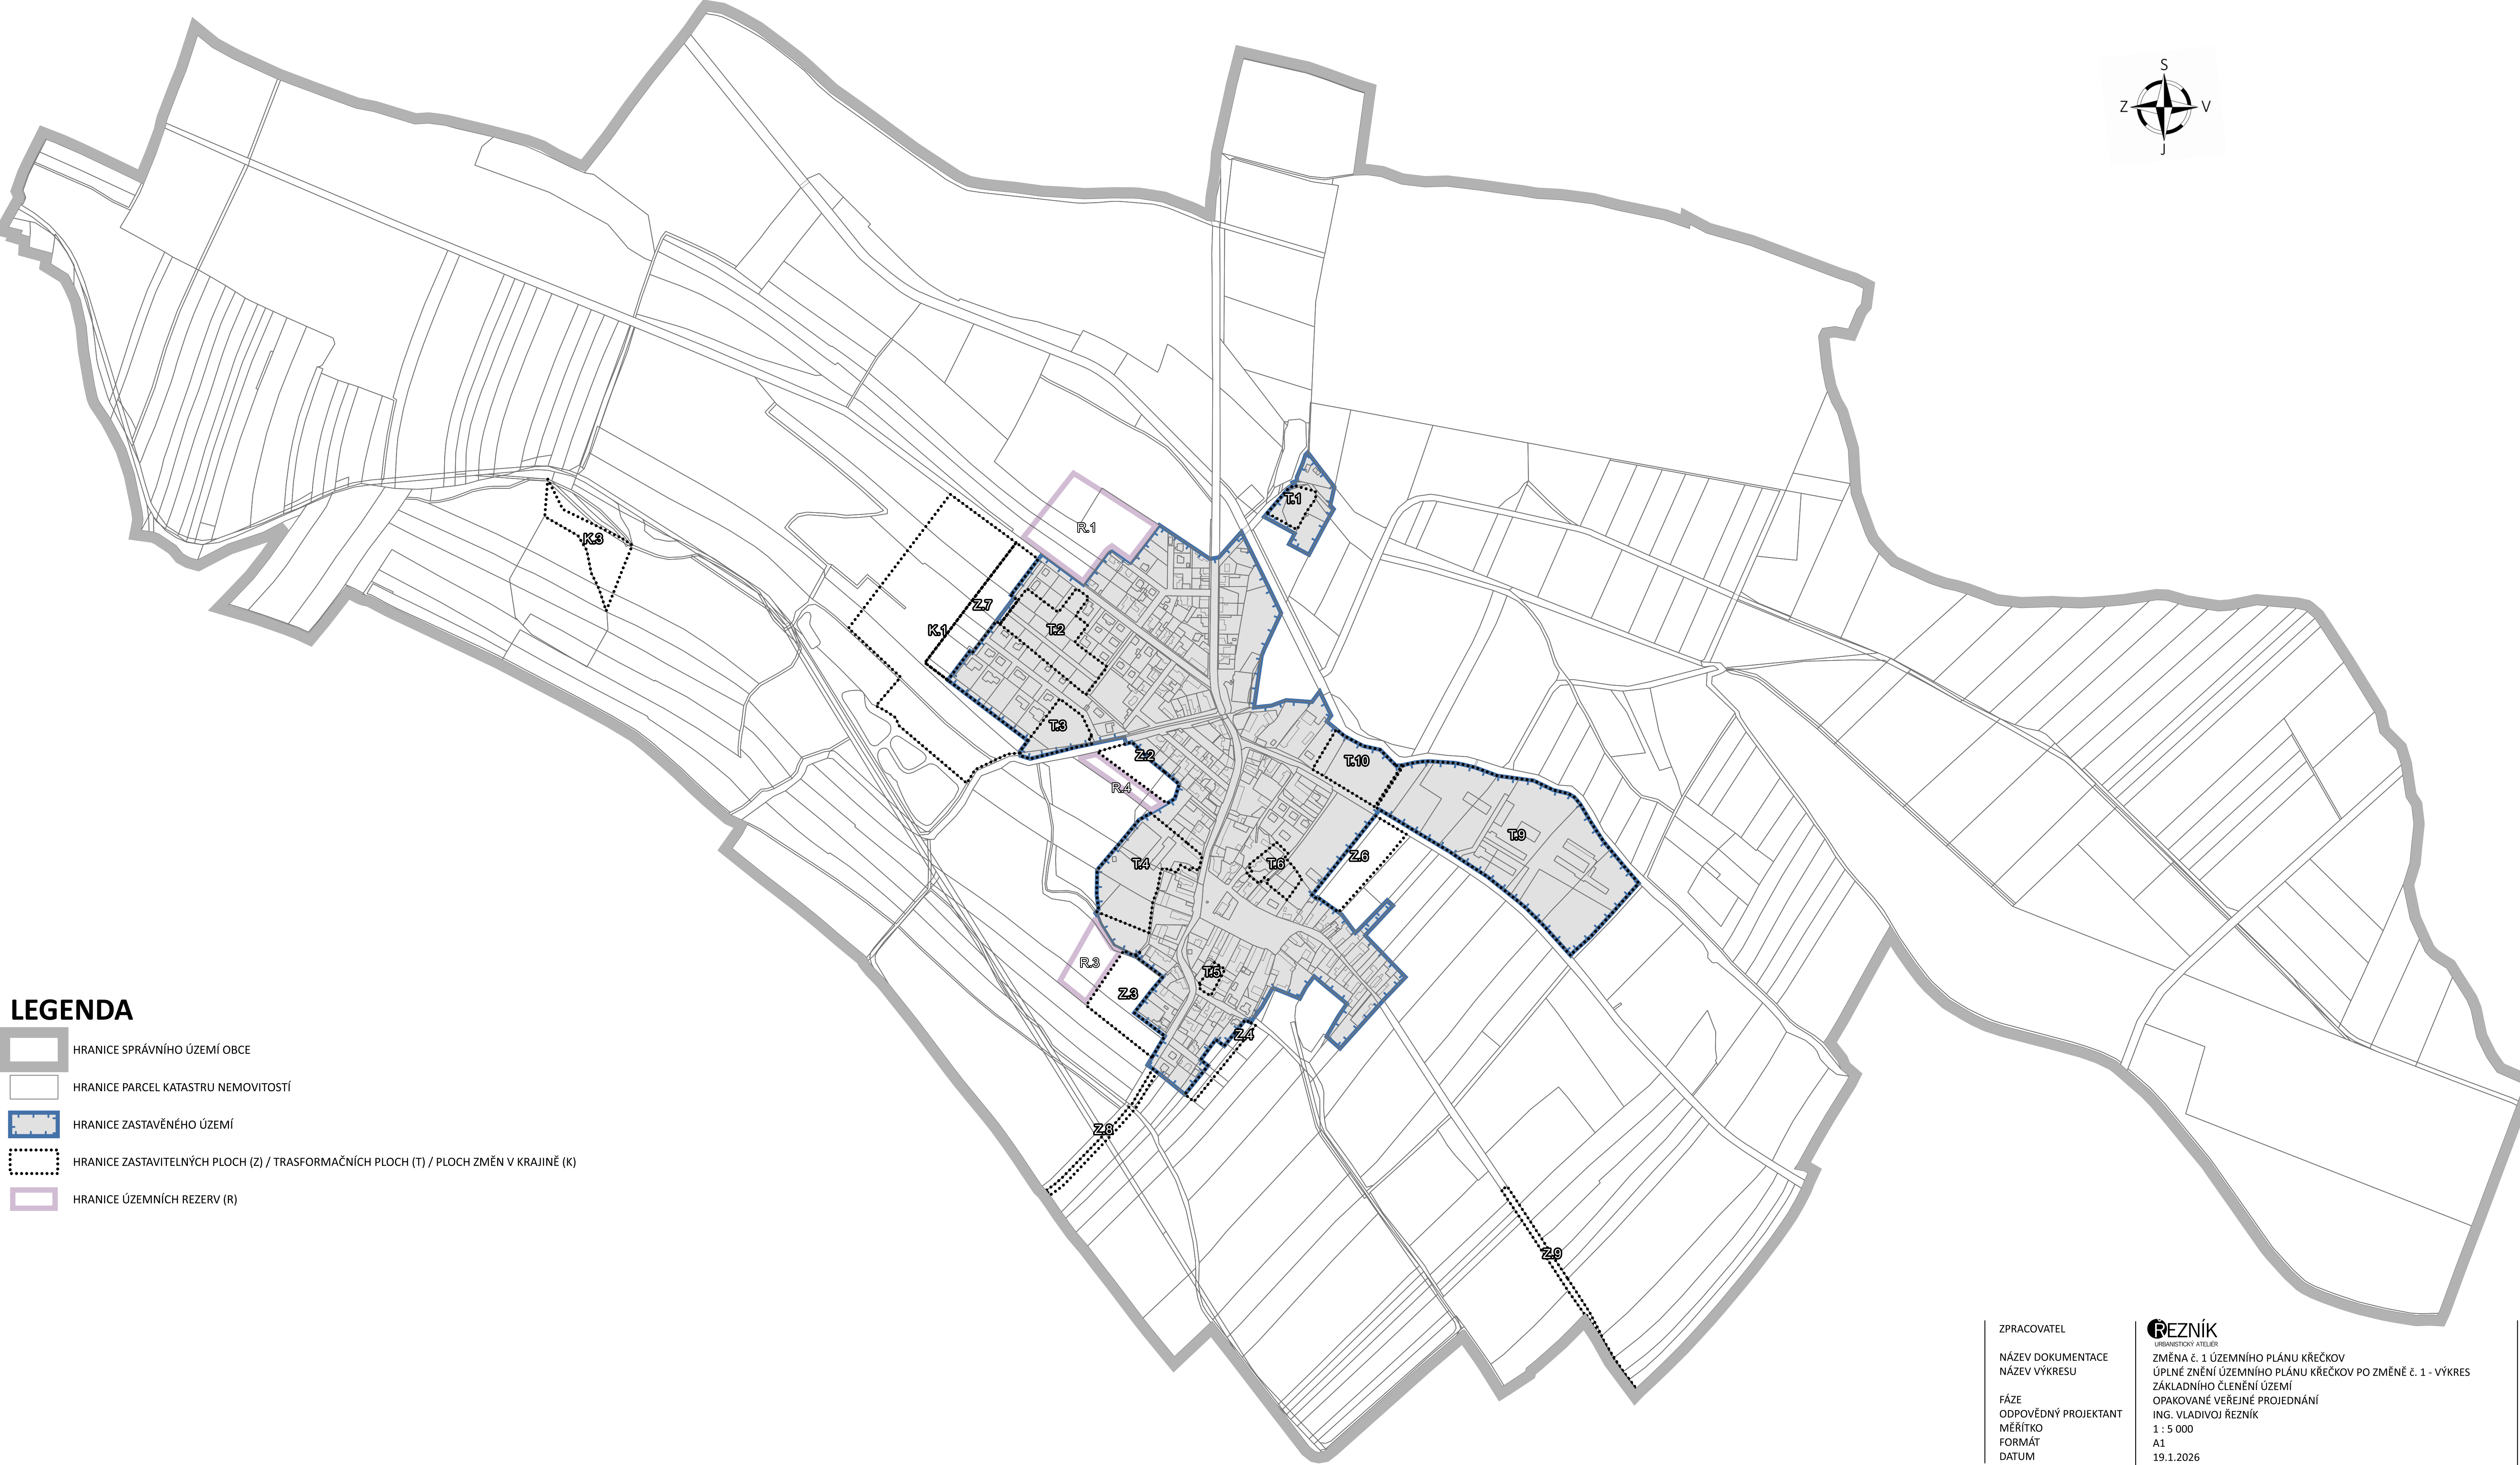 S
Z V
J
T.1
R.1
K.3
Z.7
K.1
T.2
T.3
Z.2
R.4
T.10
T.9
T.4
T.6
Z.6
R.3
T.5
Z.3
Z.4
Z.8
Z.9
LEGENDA
HRANICE SPRÁVNÍHO ÚZEMÍ OBCE
HRANICE PARCEL KATASTRU NEMOVITOSTÍ
HRANICE ZASTAVĚNÉHO ÚZEMÍ
HRANICE ZASTAVITELNÝCH PLOCH (Z) / TRASFORMAČNÍCH PLOCH (T) / PLOCH ZMĚN V KRAJINĚ (K)
HRANICE ÚZEMNÍCH REZERV (R)
ZPRACOVATEL ŘEZNÍK
URBANISTICKÝ ATELIÉR
NÁZEV DOKUMENTACE ZMĚNA č. 1 ÚZEMNÍHO PLÁNU KŘEČKOV
NÁZEV VÝKRESU ÚPLNÉ ZNĚNÍ ÚZEMNÍHO PLÁNU KŘEČKOV PO ZMĚNĚ č. 1 - VÝKRES
ZÁKLADNÍHO ČLENĚNÍ ÚZEMÍ
FÁZE OPAKOVANÉ VEŘEJNÉ PROJEDNÁNÍ
ODPOVĚDNÝ PROJEKTANT ING. VLADIVOJ ŘEZNÍK
MĚŘÍTKO 1 : 5 000
FORMÁT A1
DATUM 19.1.2026